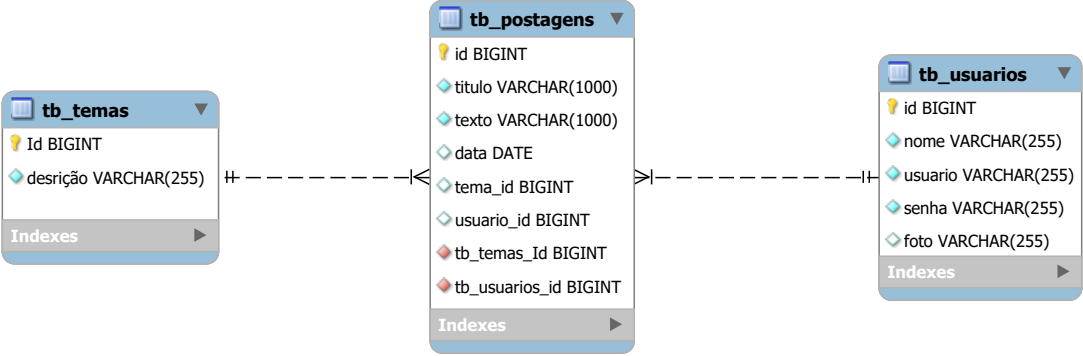 tb_temas
Id BIGINT
desrição VARCHAR(255)
Indexes
tb_postagens
id BIGINT
titulo VARCHAR(1000)
texto VARCHAR(1000)
data DATE
tema_id BIGINT
usuario_id BIGINT
tb_temas_Id BIGINT
tb_usuarios_id BIGINT
Indexes
tb_usuarios
id BIGINT
nome VARCHAR(255)
usuario VARCHAR(255)
senha VARCHAR(255)
foto VARCHAR(255)
Indexes